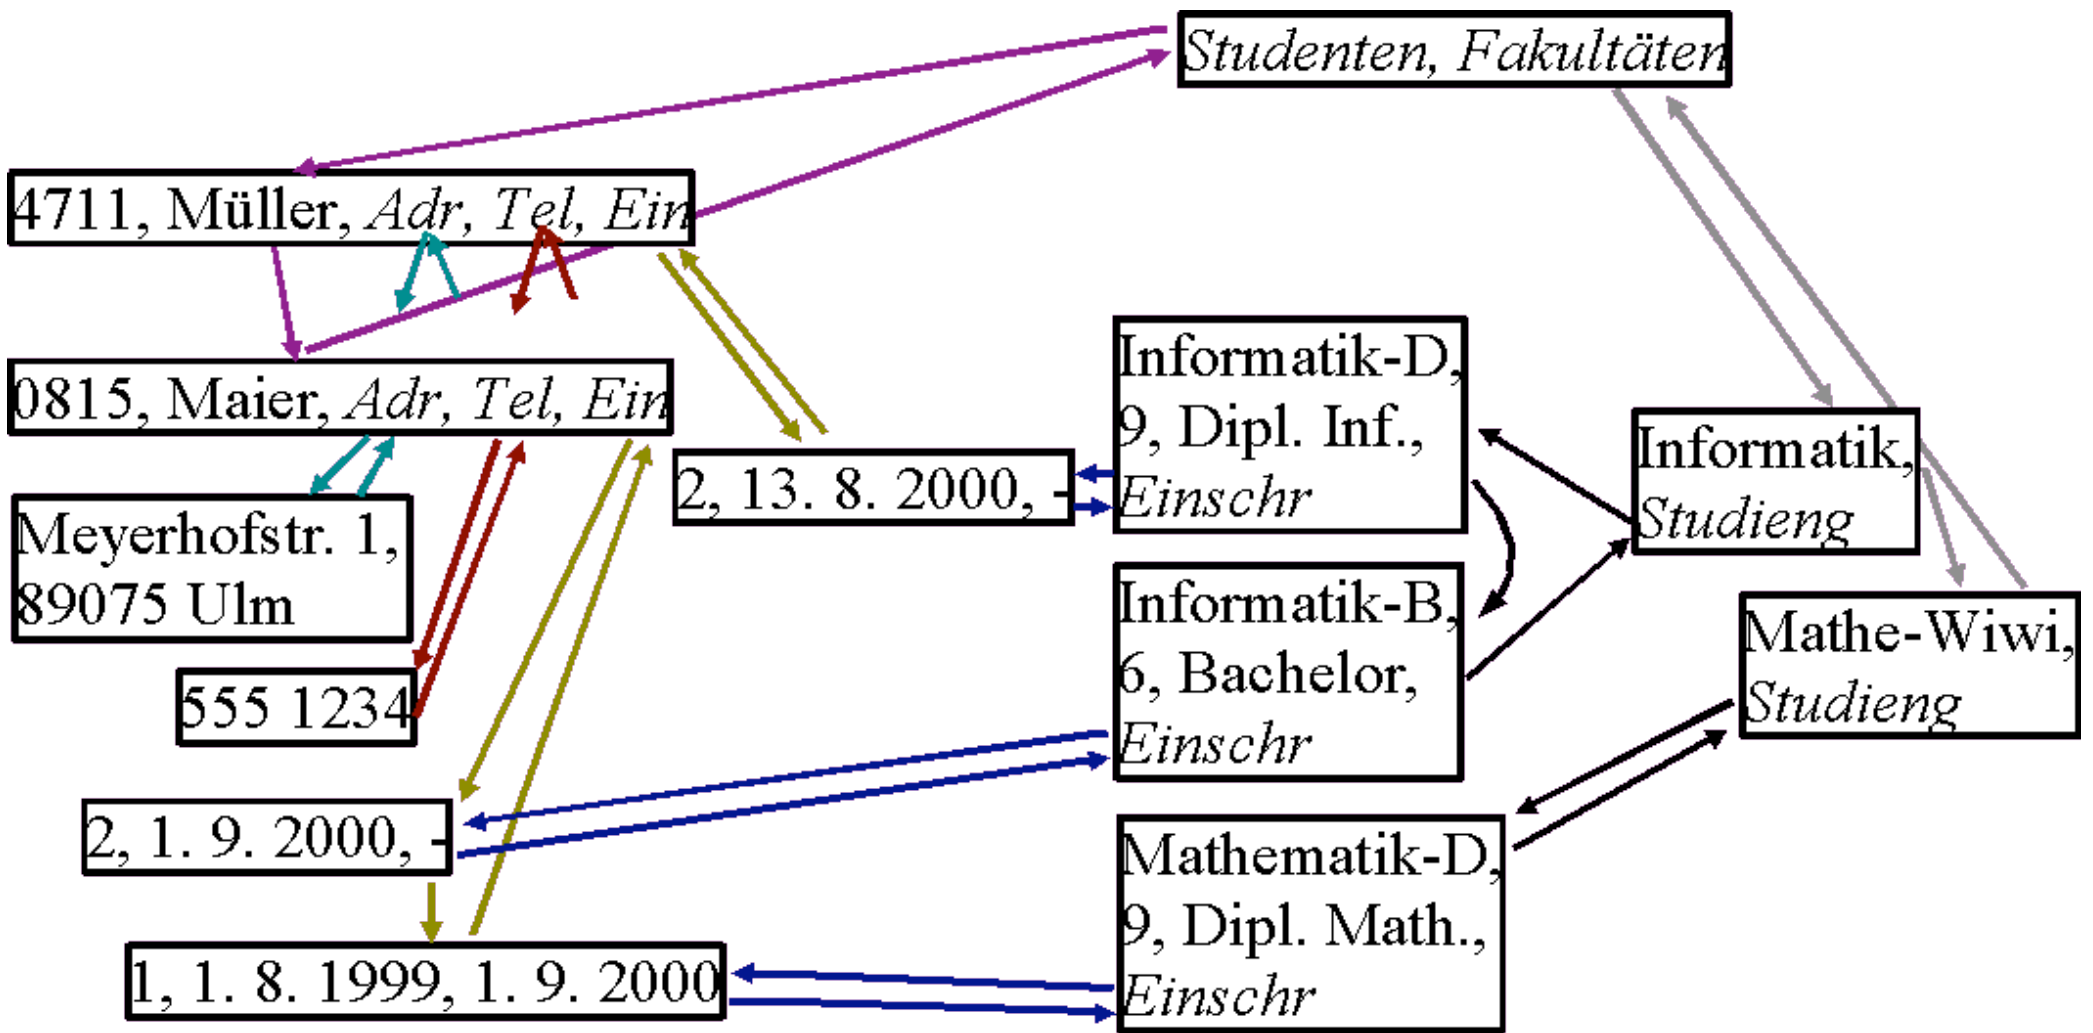 Studenten, Fakultäten
4711, Müller, Adr, Tel, Ein
0815, Maier, Adr, Tel, Ein
Meyerhofstr. 1,
89075 Ulm
555 1234
2, 13. 8. 2000, -
2, 1. 9. 2000, -
1, 1. 8. 1999, 1. 9. 2000
Informatik-D,
9, Dipl. Inf.,
Einschr
Informatik-B,
6, Bachelor,
Einschr
Mathematik-D,
9, Dipl. Math.,
Einschr
Informatik,
Studieng
Mathe-Wiwi,
Studieng